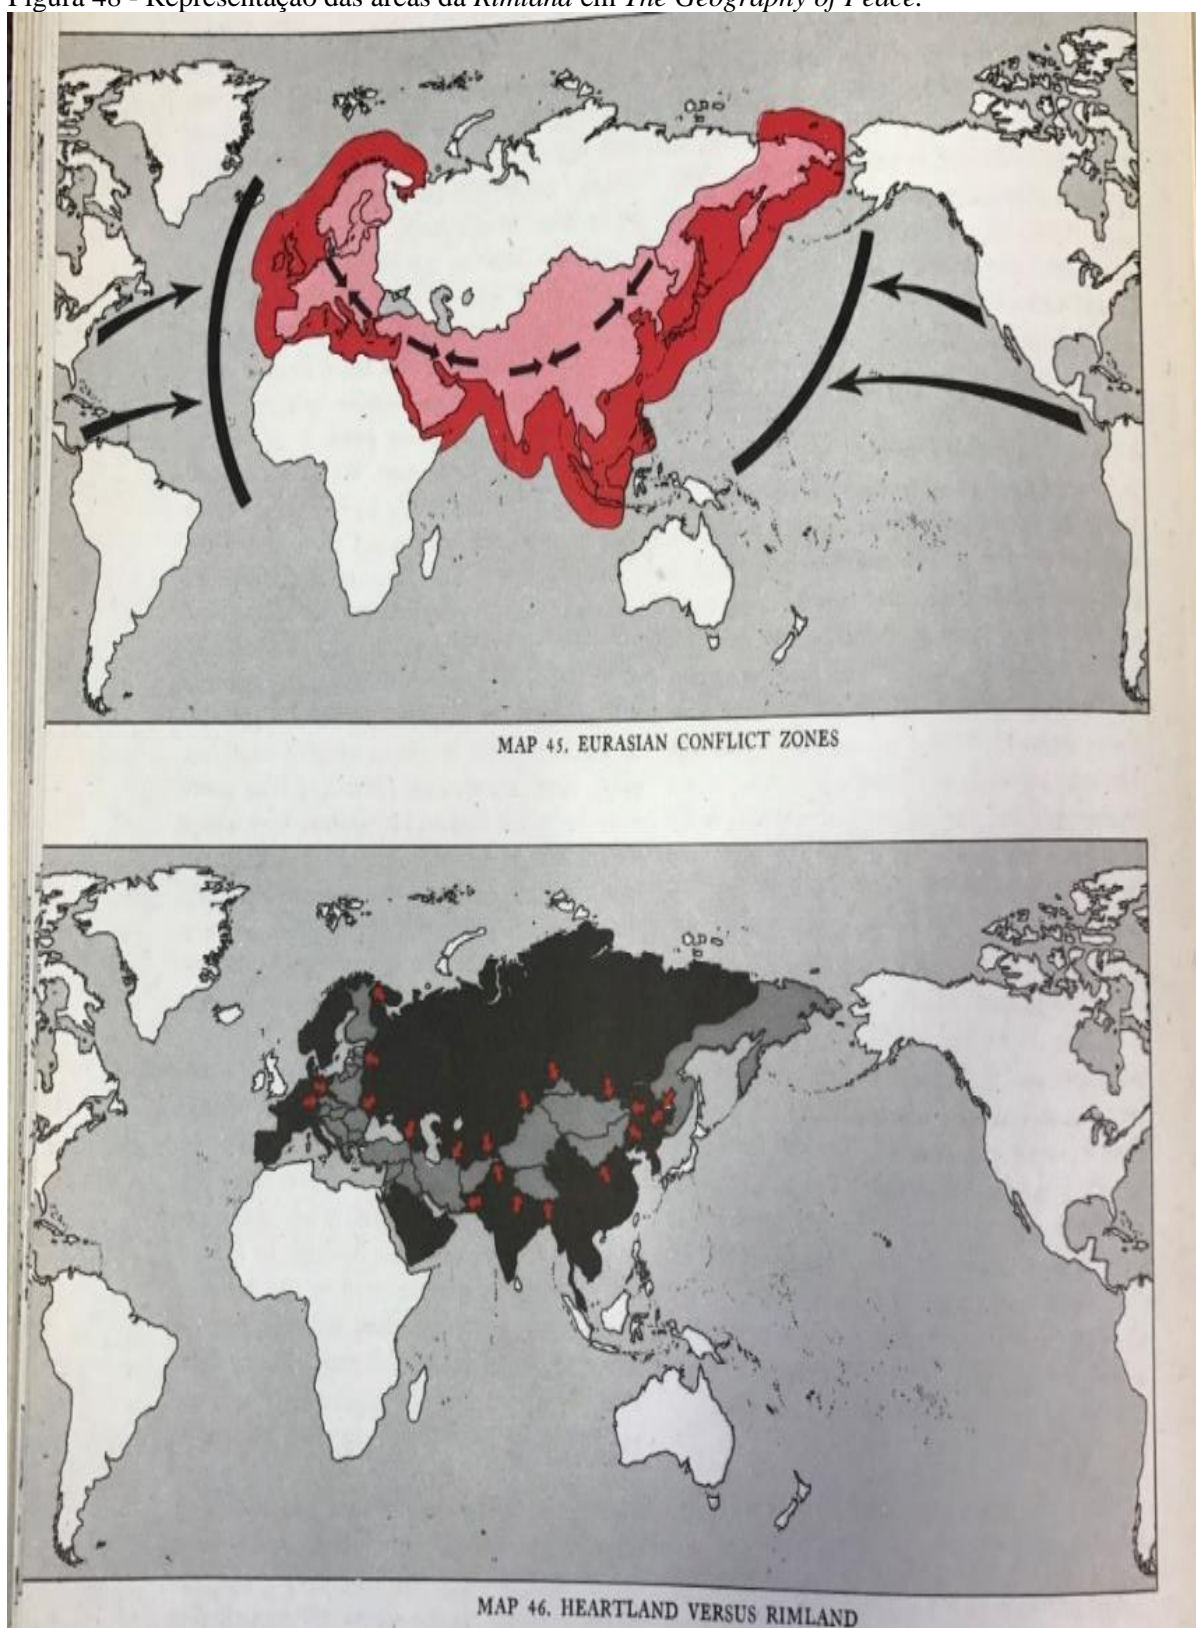 Figura 48 - Representação das áreas da Rimland em The Geography of Peace.
MAP 45. EURASIAN CONFLICT ZONES
MAP 46. HEARTLAND VERSUS RIMLAND